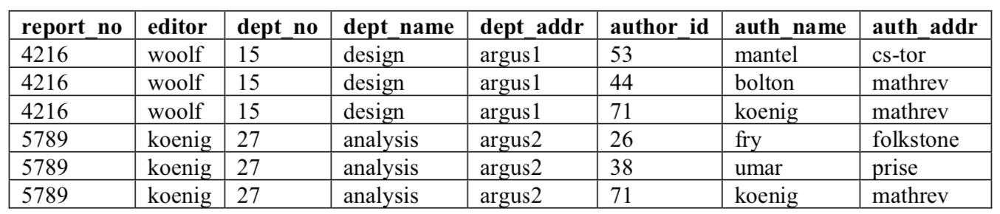 report_no editor dept_no dept_name dept_addr author_id auth_name auth_addr
4216 woolf 15 design argus1 53 mantel cs-tor
4216 woolf 15 design argus1 44 bolton mathrev
4216 woolf 15 design argus1 71 koenig mathrev
5789 koenig 27 analysis argus2 26 fry folkstone
5789 koenig 27 analysis argus2 38 umar prise
5789 koenig 27 analysis argus2 71 koenig mathrev